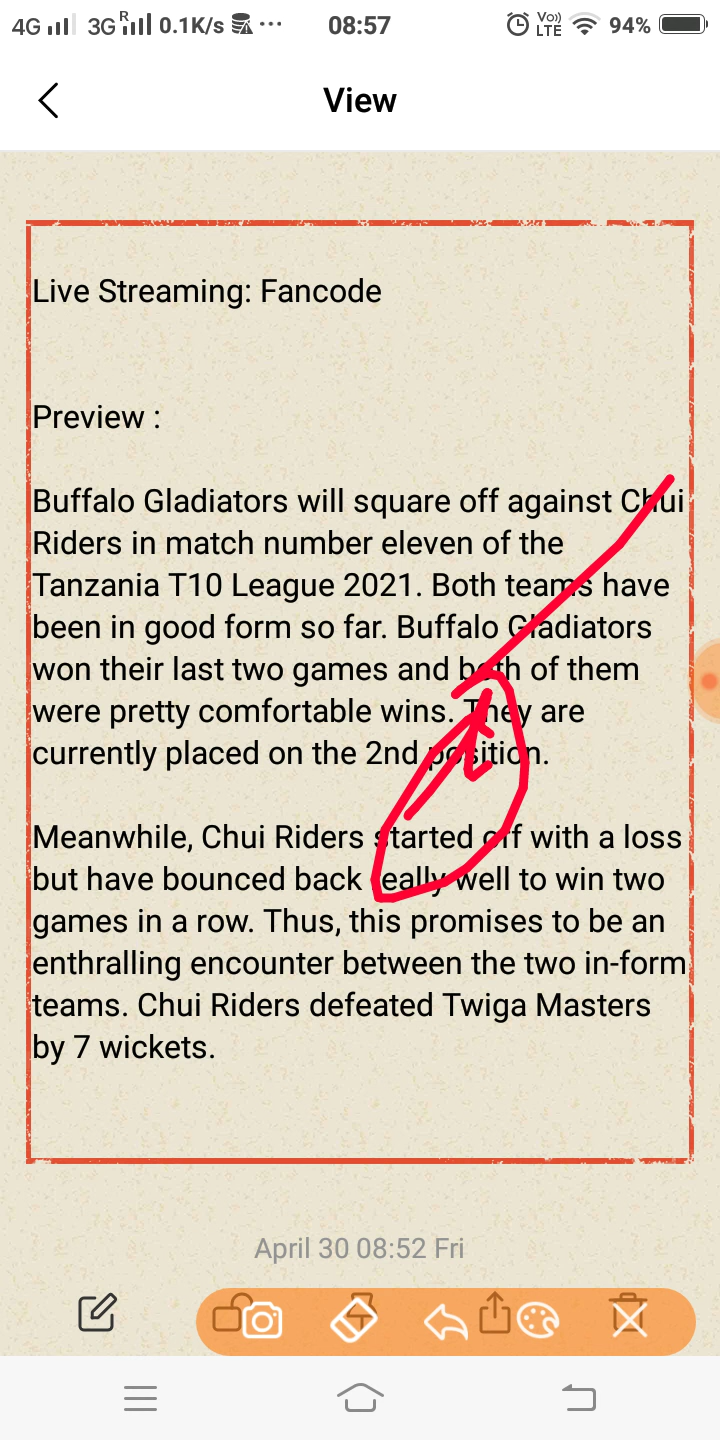 4G 3G R 0.1K/s ... 08:57 Vo)) LTE 94%
View
Live Streaming: Fancode
Preview :
Buffalo Gladiators will square off against Chui
Riders in match number eleven of the
Tanzania T10 League 2021. Both teams have
been in good form so far. Buffalo Gladiators
won their last two games and both of them
were pretty comfortable wins. They are
currently placed on the 2nd position.
Meanwhile, Chui Riders started off with a loss
but have bounced back really well to win two
games in a row. Thus, this promises to be an
enthralling encounter between the two in-form
teams. Chui Riders defeated Twiga Masters
by 7 wickets.
April 30 08:52 Fri